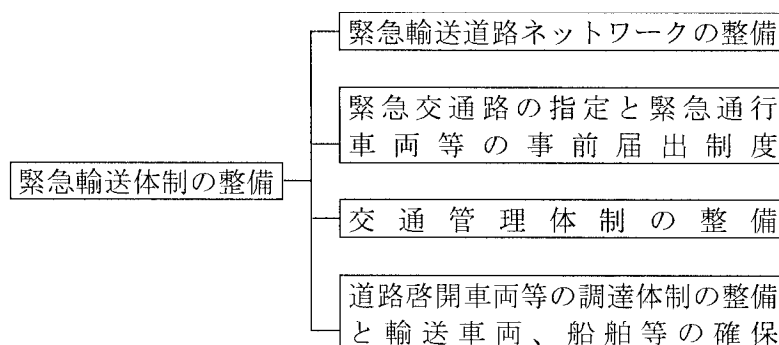 緊急輸送体制の整備
緊急輸送道路ネットワークの整備
緊急交通路の指定と緊急通行
車両等の事前届出制度
交通管理体制の整備
道路啓開車両等の調達体制の整備
と輸送車両、船舶等の確保